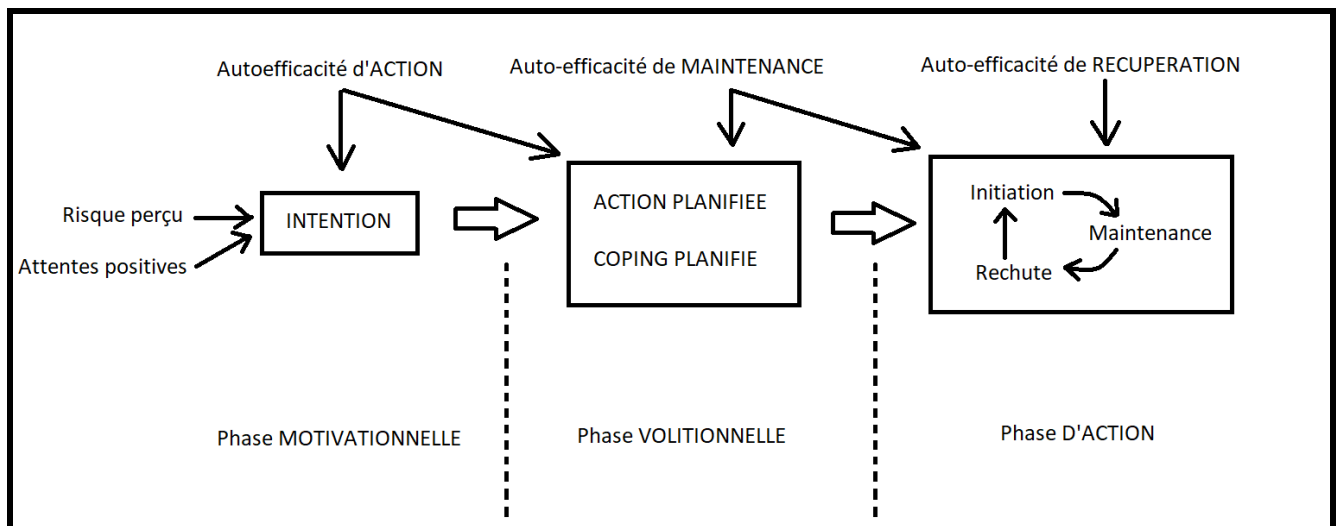 Autoefficacité d'ACTION
Auto-efficacité de MAINTENANCE
Auto-efficacité de RECUPERATION
Risque perçu
Attentes positives
INTENTION
ACTION PLANIFIEE
COPING PLANIFIE
Initiation
Maintenance
Rechute
Phase MOTIVATIONNELLE
Phase VOLITIONNELLE
Phase D'ACTION